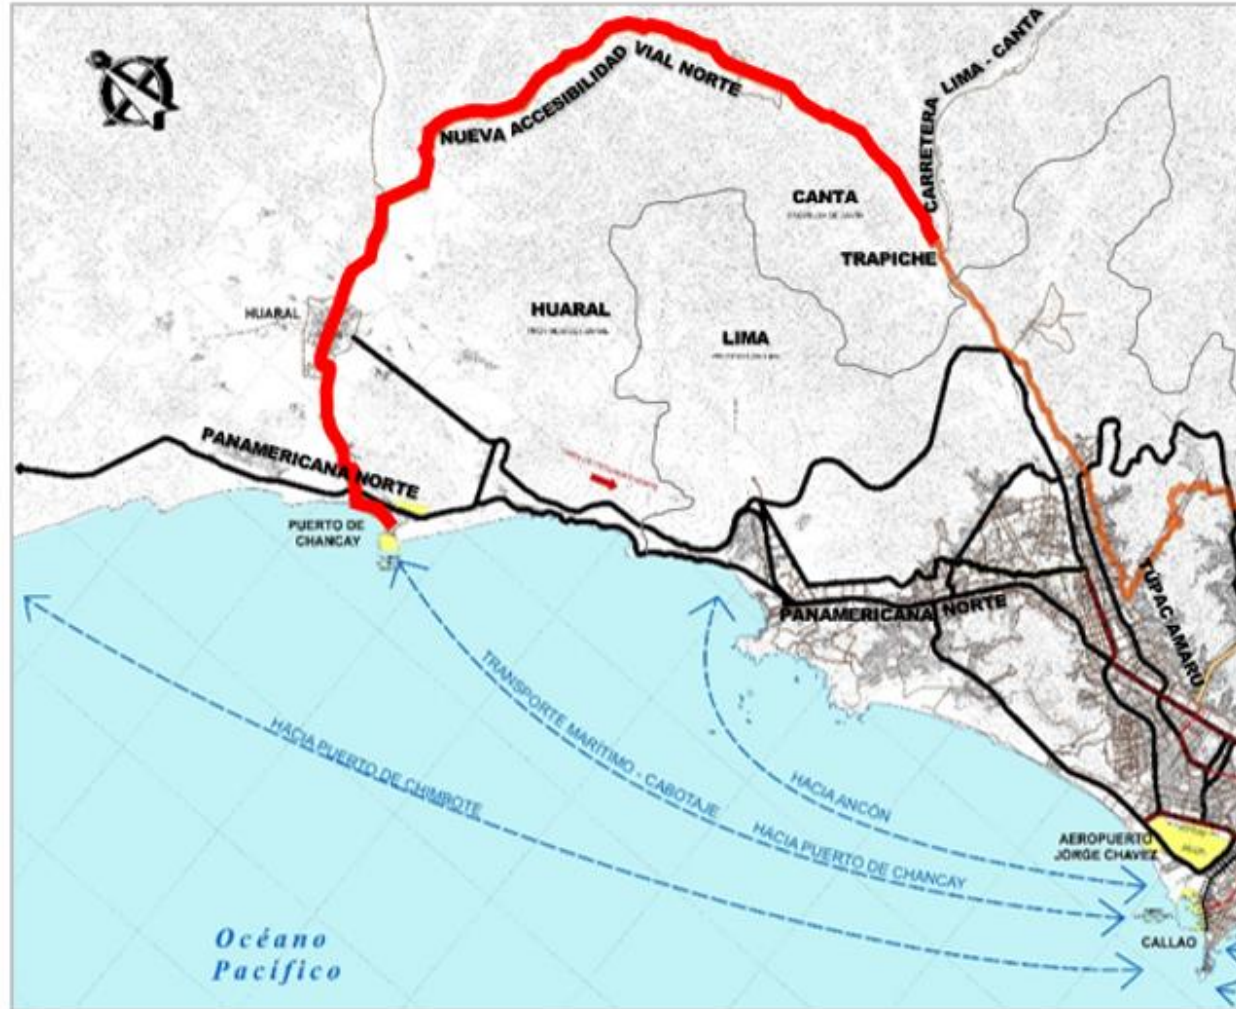 NUEVA ACCESIBILIDAD VIAL NORTE
CARRETERA LIMA - CANTA
CANTA
TRAPICHE
HUARAL
HUARAL
LIMA
PANAMERICANA NORTE
PUERTO DE
CHANCAY
PANAMERICANA NORTE
TUPAC AMARU
HACIA PUERTO DE CHIMBOTE
TRANSPORTE MARÍTIMO - CABOTAJE
HACIA PUERTO DE CHANCAY
HACIA ANCÓN
AEROPUERTO
JORGE CHAVEZ
CALLAO
Océano
Pacífico